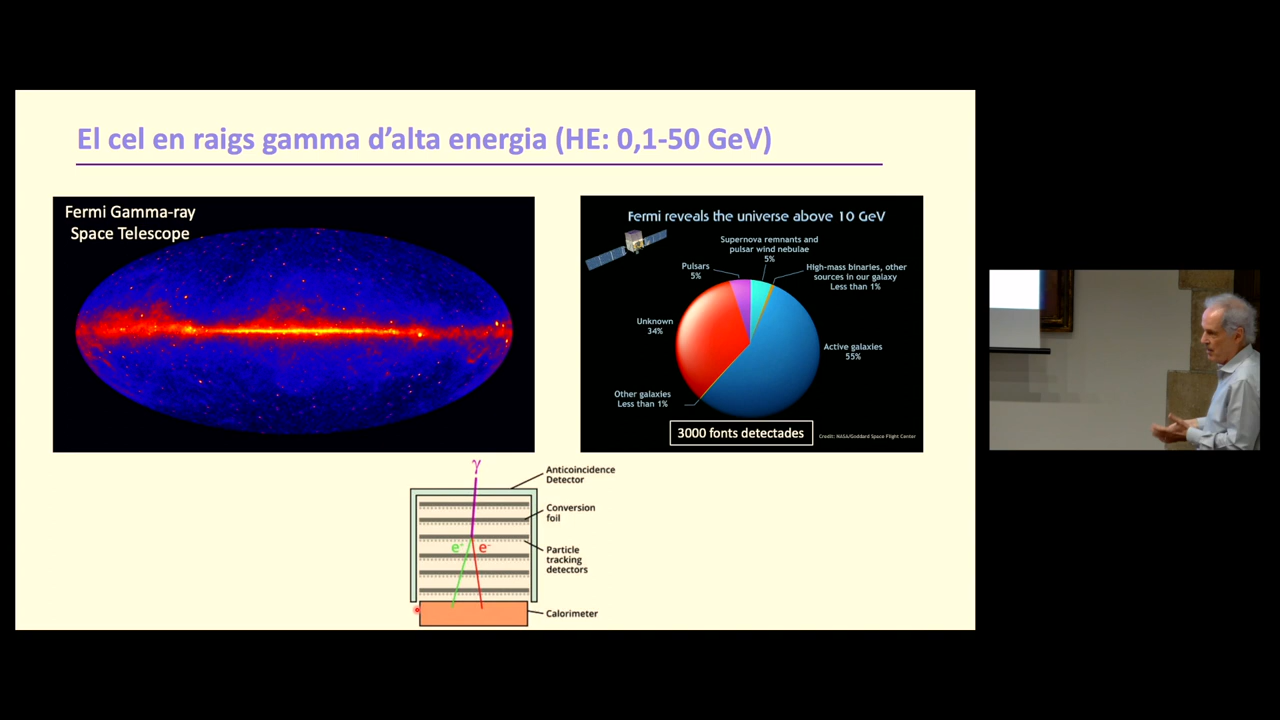 El cel en raigs gamma d'alta energia (HE: 0,1-50 GeV)
Fermi Gamma-ray
Space Telescope
Fermi reveals the universe above 10 GeV
Supernova remnants and
pulsar wind nebulae
5%
Pulsars
5%
High-mass binaries, other
sources in our galaxy
Less than 1%
Unknown
34%
Active galaxies
55%
Other galaxies
Less than 1%
3000 fonts detectades
Credit: NASA/Goddard Space Flight Center
γ
Anticoincidence
Detector
Conversion
foil
e⁺ e⁻
Particle
tracking
detectors
Calorimeter